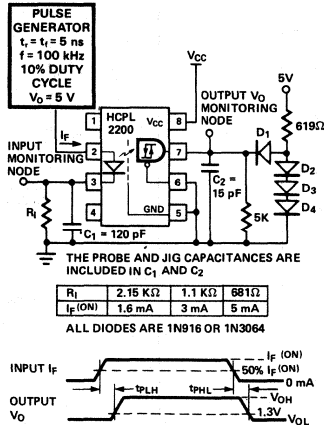 PULSE
GENERATOR
tr = tf = 5 ns
f = 100 kHz
10% DUTY
CYCLE
VO = 5 V
VCC
OUTPUT VO
MONITORING
NODE
5V
619Ω
INPUT
MONITORING
NODE
IF
HCPL
2200
VCC
GND
1
2
3
4
8
7
6
5
D1
D2
D3
D4
C2 =
15 pF
5K
RI
C1 = 120 pF
THE PROBE AND JIG CAPACITANCES ARE
INCLUDED IN C1 AND C2
RI 2.15 KΩ 1.1 KΩ 681Ω
IF (ON) 1.6 mA 3 mA 5 mA
ALL DIODES ARE 1N916 OR 1N3064
INPUT IF
IF (ON)
50% IF (ON)
0 mA
tPLH
tPHL
OUTPUT
VO
VOH
1.3V
VOL